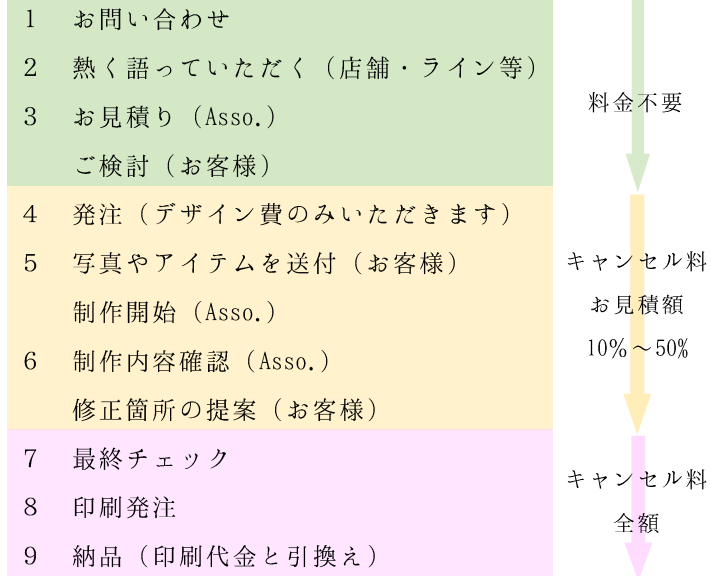 1 お問い合わせ
2 熱く語っていただく（店舗・ライン等）
3 お見積り（Asso.）
ご検討（お客様）
料金不要
4 発注（デザイン費のみいただきます）
5 写真やアイテムを送付（お客様）
制作開始（Asso.）
6 制作内容確認（Asso.）
修正箇所の提案（お客様）
キャンセル料
お見積額
10%～50%
7 最終チェック
8 印刷発注
9 納品（印刷代金と引換え）
キャンセル料
全額